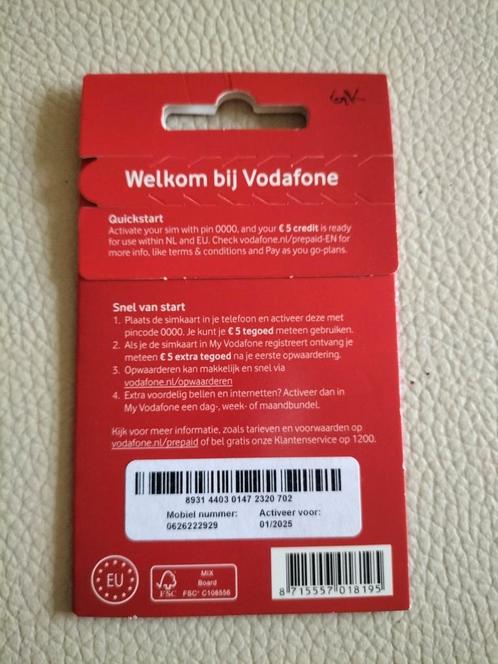 Welkom bij Vodafone
Quickstart
Activate your sim with pin 0000, and your € 5 credit is ready
for use within NL and EU. Check vodafone.nl/prepaid-EN for
more info, like terms & conditions and Pay as you go-plans.
Snel van start
1. Plaats de simkaart in je telefoon en activeer deze met
pincode 0000. Je kunt je € 5 tegoed meteen gebruiken.
2. Als je de simkaart in My Vodafone registreert ontvang je
meteen € 5 extra tegoed na je eerste opwaardering.
3. Opwaarderen kan makkelijk en snel via
vodafone.nl/opwaarderen
4. Extra voordelig bellen en internetten? Activeer dan in
My Vodafone een dag-, week- of maandbundel.
Kijk voor meer informatie, zoals tarieven en voorwaarden op
vodafone.nl/prepaid of bel gratis onze Klantenservice op 1200.
8931 4403 0147 2320 702
Mobiel nummer: Activeer voor:
0626222929 01/2025
EU
MIX
Board
FSC FSC® C106556
8 715557 018195